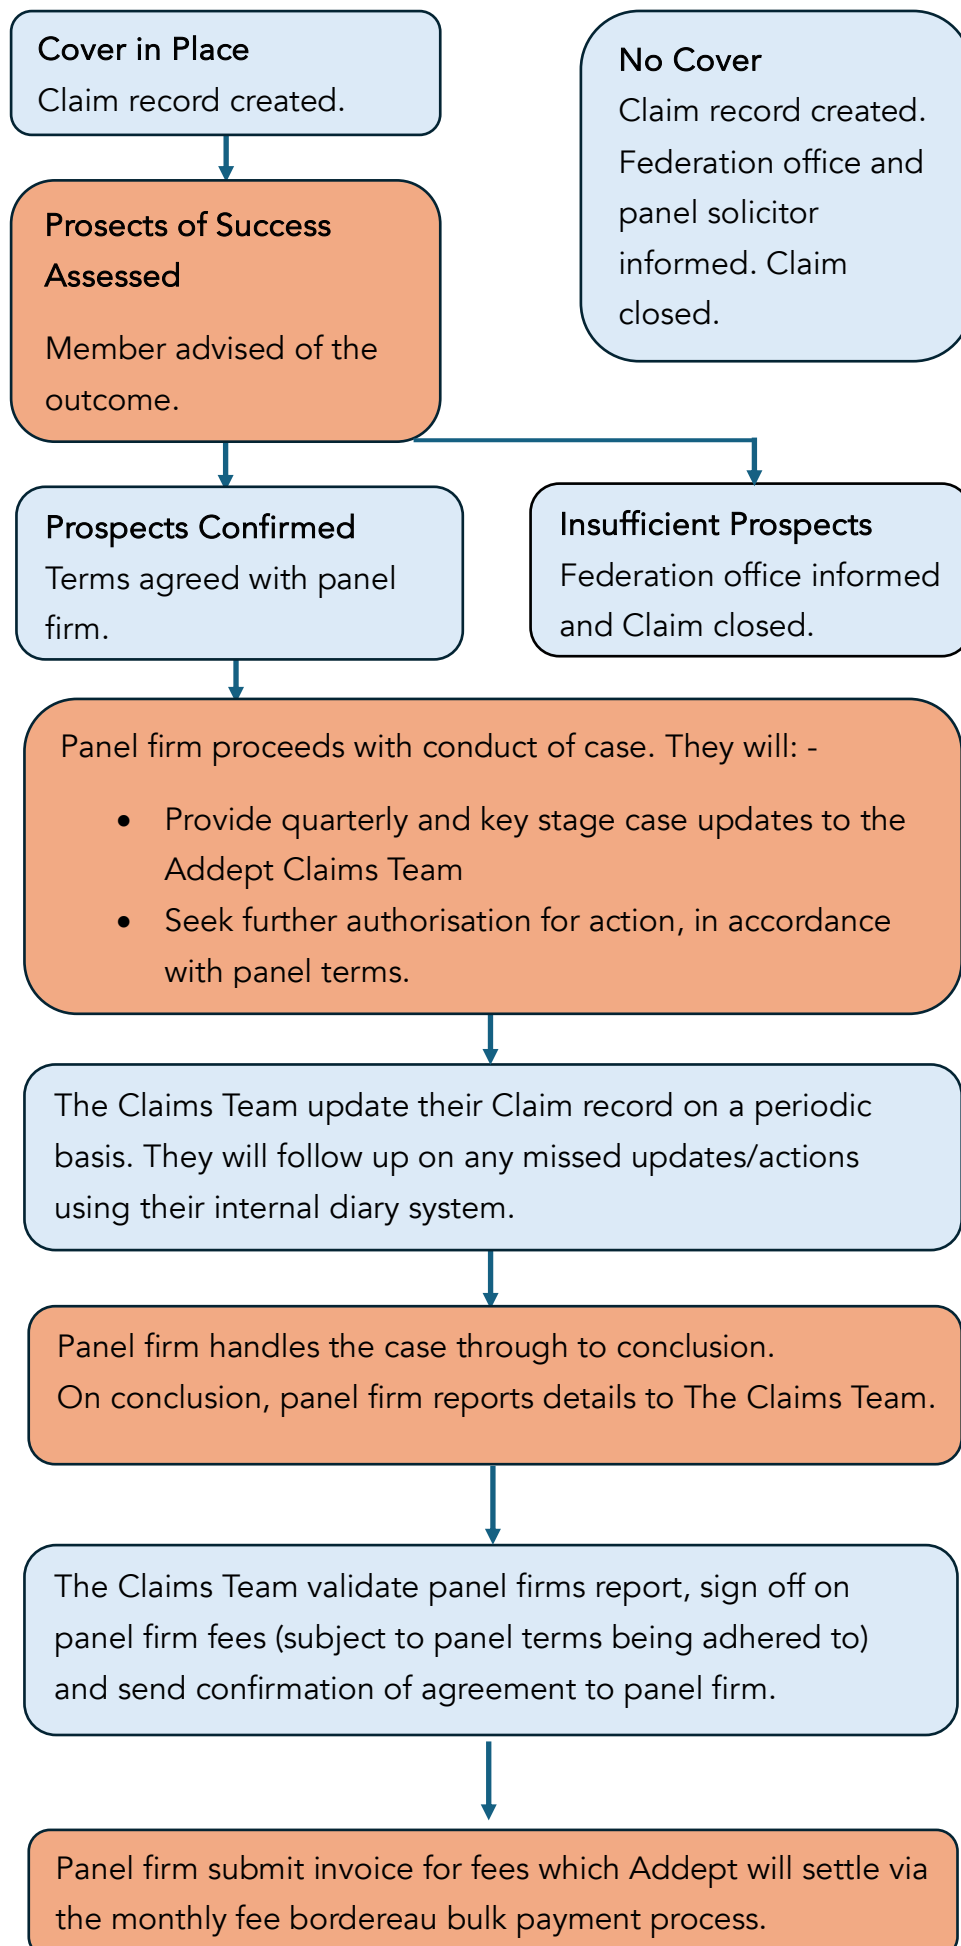 Cover in Place
Claim record created.
No Cover
Claim record created.
Federation office and
panel solicitor
informed. Claim
closed.
Prosects of Success
Assessed
Member advised of the
outcome.
Prospects Confirmed
Terms agreed with panel
firm.
Insufficient Prospects
Federation office informed
and Claim closed.
Panel firm proceeds with conduct of case. They will: -
• Provide quarterly and key stage case updates to the
Addept Claims Team
• Seek further authorisation for action, in accordance
with panel terms.
The Claims Team update their Claim record on a periodic
basis. They will follow up on any missed updates/actions
using their internal diary system.
Panel firm handles the case through to conclusion.
On conclusion, panel firm reports details to The Claims Team.
The Claims Team validate panel firms report, sign off on
panel firm fees (subject to panel terms being adhered to)
and send confirmation of agreement to panel firm.
Panel firm submit invoice for fees which Addept will settle via
the monthly fee bordereau bulk payment process.